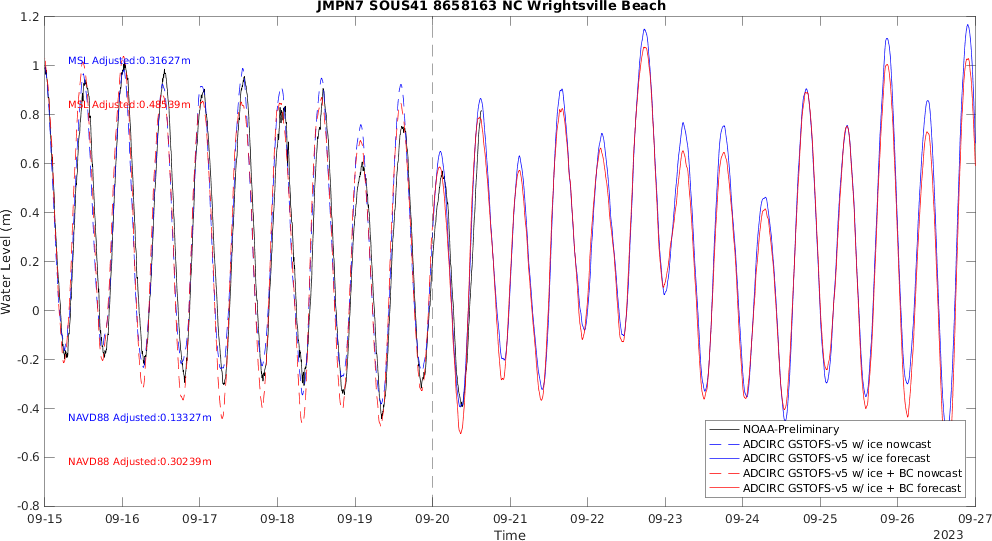 JMPN7 SOUS41 8658163 NC Wrightsville Beach
1.2
1
0.8
0.6
0.4
0.2
0
-0.2
-0.4
-0.6
-0.8
Water Level (m)
MSL Adjusted:0.31627m
MSL Adjusted:0.48539m
NAVD88 Adjusted:0.13327m
NAVD88 Adjusted:0.30239m
NOAA-Preliminary
ADCIRC GSTOFS-v5 w/ ice nowcast
ADCIRC GSTOFS-v5 w/ ice forecast
ADCIRC GSTOFS-v5 w/ ice + BC nowcast
ADCIRC GSTOFS-v5 w/ ice + BC forecast
09-15 09-16 09-17 09-18 09-19 09-20 09-21 09-22 09-23 09-24 09-25 09-26 09-27
Time
2023